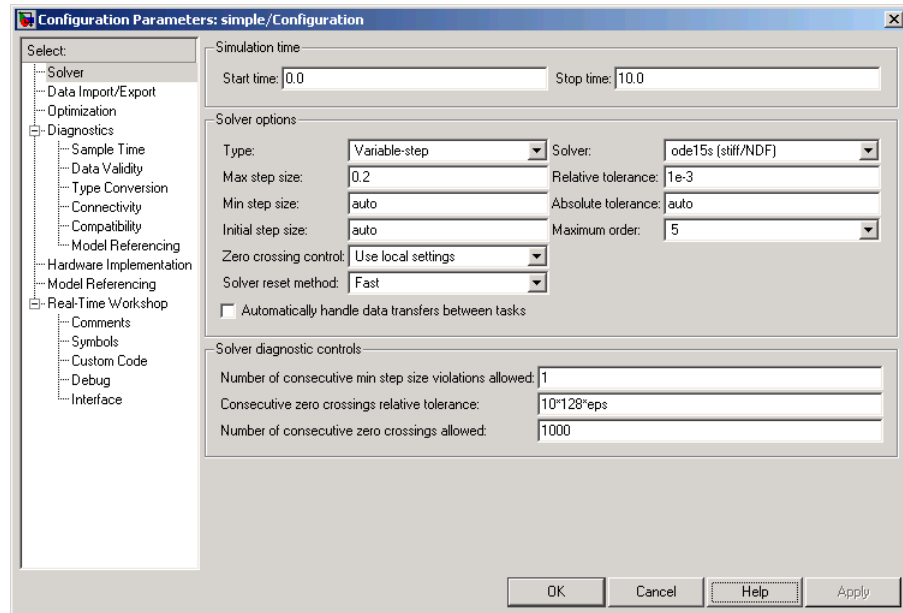 Configuration Parameters: simple/Configuration
Select:
Solver
Data Import/Export
Optimization
Diagnostics
Sample Time
Data Validity
Type Conversion
Connectivity
Compatibility
Model Referencing
Hardware Implementation
Model Referencing
Real-Time Workshop
Comments
Symbols
Custom Code
Debug
Interface
Simulation time
Start time: 0.0 Stop time: 10.0
Solver options
Type: Variable-step Solver: ode15s (stiff/NDF)
Max step size: 0.2 Relative tolerance: 1e-3
Min step size: auto Absolute tolerance: auto
Initial step size: auto Maximum order: 5
Zero crossing control: Use local settings
Solver reset method: Fast
Automatically handle data transfers between tasks
Solver diagnostic controls
Number of consecutive min step size violations allowed: 1
Consecutive zero crossings relative tolerance: 10*128*eps
Number of consecutive zero crossings allowed: 1000
OK Cancel Help Apply